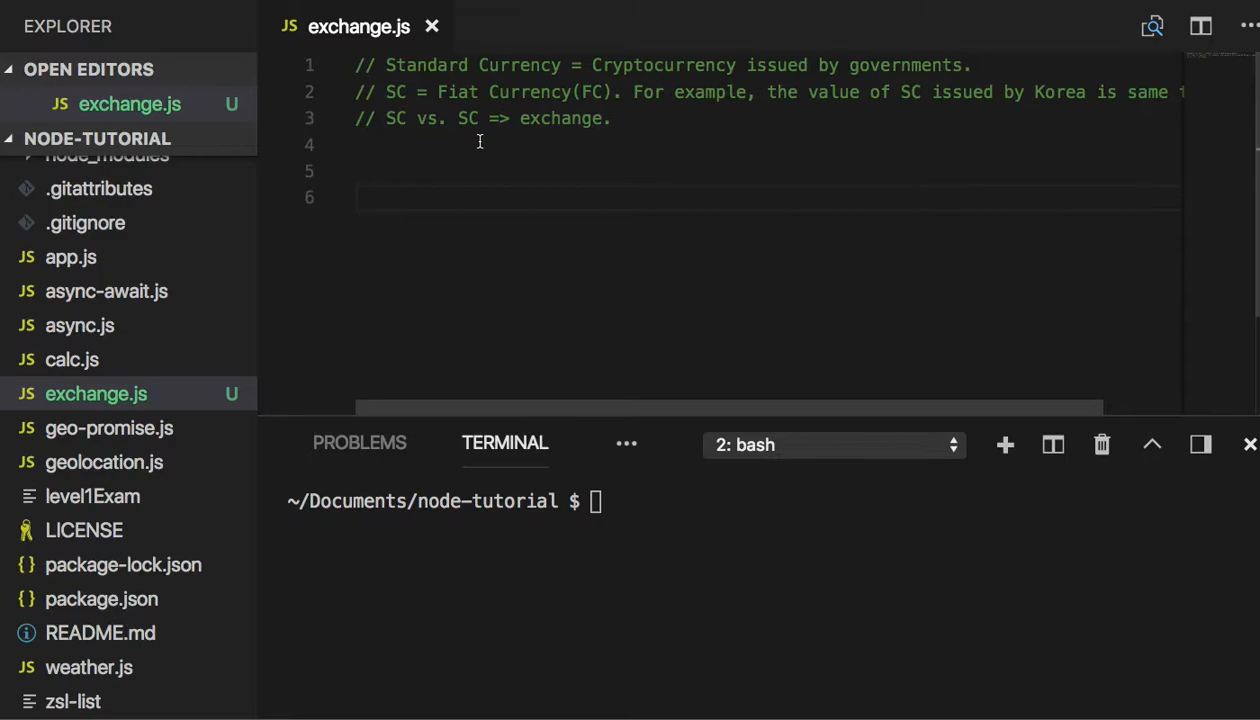 EXPLORER
OPEN EDITORS
JS exchange.js U
NODE-TUTORIAL
node_modules
.gitattributes
.gitignore
JS app.js
JS async-await.js
JS async.js
JS calc.js
JS exchange.js U
JS geo-promise.js
JS geolocation.js
level1Exam
LICENSE
{} package-lock.json
{} package.json
README.md
JS weather.js
zsl-list
JS exchange.js
1 // Standard Currency = Cryptocurrency issued by governments.
2 // SC = Fiat Currency(FC). For example, the value of SC issued by Korea is same
3 // SC vs. SC => exchange.
4
5
6
PROBLEMS TERMINAL ... 2: bash
~/Documents/node-tutorial $